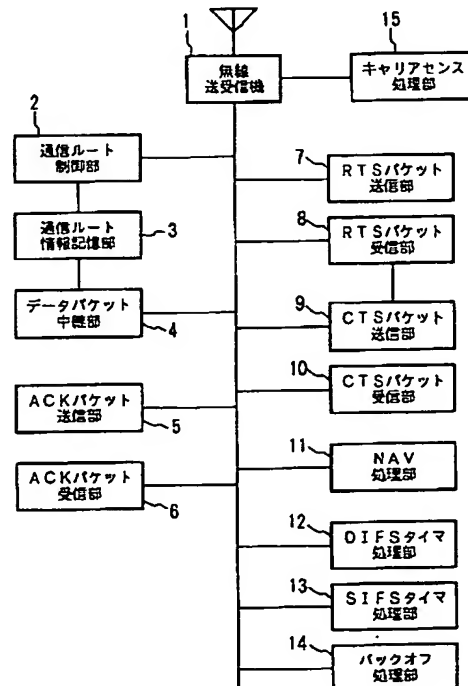 1
無線
送受信機
15
キャリアセンス
処理部
2
通信ルート
制御部
3
通信ルート
情報記憶部
4
データパケット
中継部
5
ACKパケット
送信部
6
ACKパケット
受信部
7
RTSパケット
送信部
8
RTSパケット
受信部
9
CTSパケット
送信部
10
CTSパケット
受信部
11
NAV
処理部
12
DIFSタイマ
処理部
13
SIFSタイマ
処理部
14
バックオフ
処理部